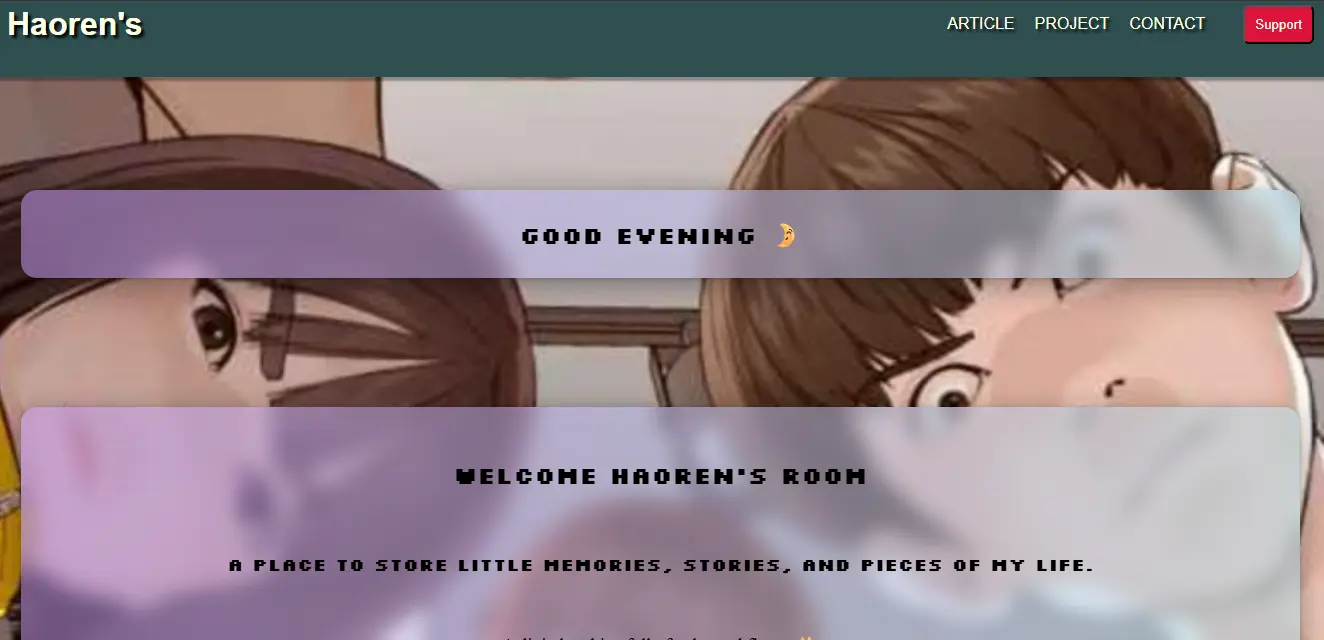 Haoren's
ARTICLE PROJECT CONTACT Support
GOOD EVENING 🌛
WELCOME HAOREN'S ROOM
A PLACE TO STORE LITTLE MEMORIES, STORIES, AND PIECES OF MY LIFE.